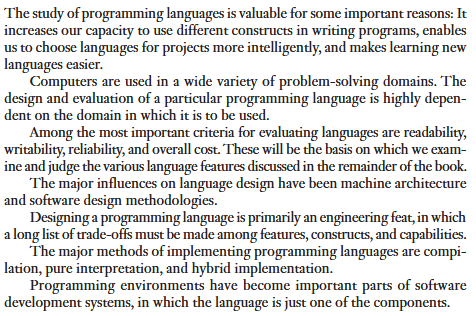 The study of programming languages is valuable for some important reasons: It
increases our capacity to use different constructs in writing programs, enables
us to choose languages for projects more intelligently, and makes learning new
languages easier.
Computers are used in a wide variety of problem-solving domains. The
design and evaluation of a particular programming language is highly depen-
dent on the domain in which it is to be used.
Among the most important criteria for evaluating languages are readability,
writability, reliability, and overall cost. These will be the basis on which we exam-
ine and judge the various language features discussed in the remainder of the book.
The major influences on language design have been machine architecture
and software design methodologies.
Designing a programming language is primarily an engineering feat, in which
a long list of trade-offs must be made among features, constructs, and capabilities.
The major methods of implementing programming languages are compi-
lation, pure interpretation, and hybrid implementation.
Programming environments have become important parts of software
development systems, in which the language is just one of the components.